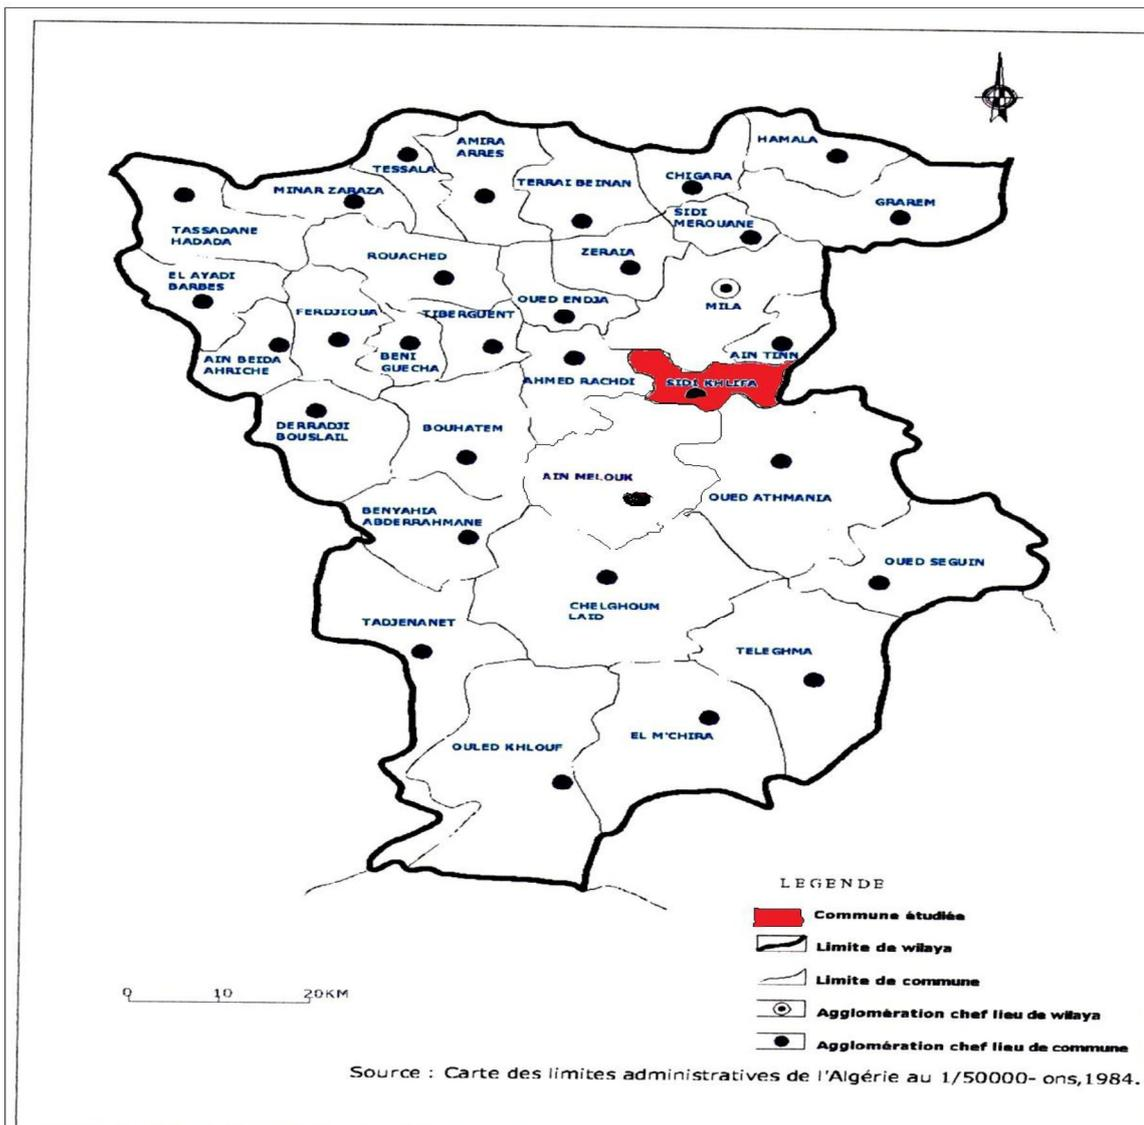 HAMALA
AMIRA
ARRES
TESSALA
CHIGARA
TERRAI BEINAN
MINAR ZARAZA
GRAREM
SIDI
MEROUANE
TASSADANE
HADADA
ROUACHED
ZERAIA
EL AYADI
BARBES
OUED ENDJA
MILA
FERDJIOUA
TIBERGUENT
AIN BEIDA
AHRICHE
BENI
GUECHA
AIN TINN
AHMED RACHDI
SIDI KHLIFA
DERRADJI
BOUSLAIL
BOUHATEM
AIN MELOUK
OUED ATHMANIA
BENYAHIA
ABDERRAHMANE
OUED SEGUIN
CHELGHOUM
LAID
TADJENANET
TELEGHMA
EL M'CHIRA
OULED KHLOUF
LEGENDE
Commune étudiée
Limite de wilaya
Limite de commune
Agglomération chef lieu de wilaya
Agglomération chef lieu de commune
0 10 20KM
Source : Carte des limites administratives de l'Algérie au 1/50000- ons,1984.